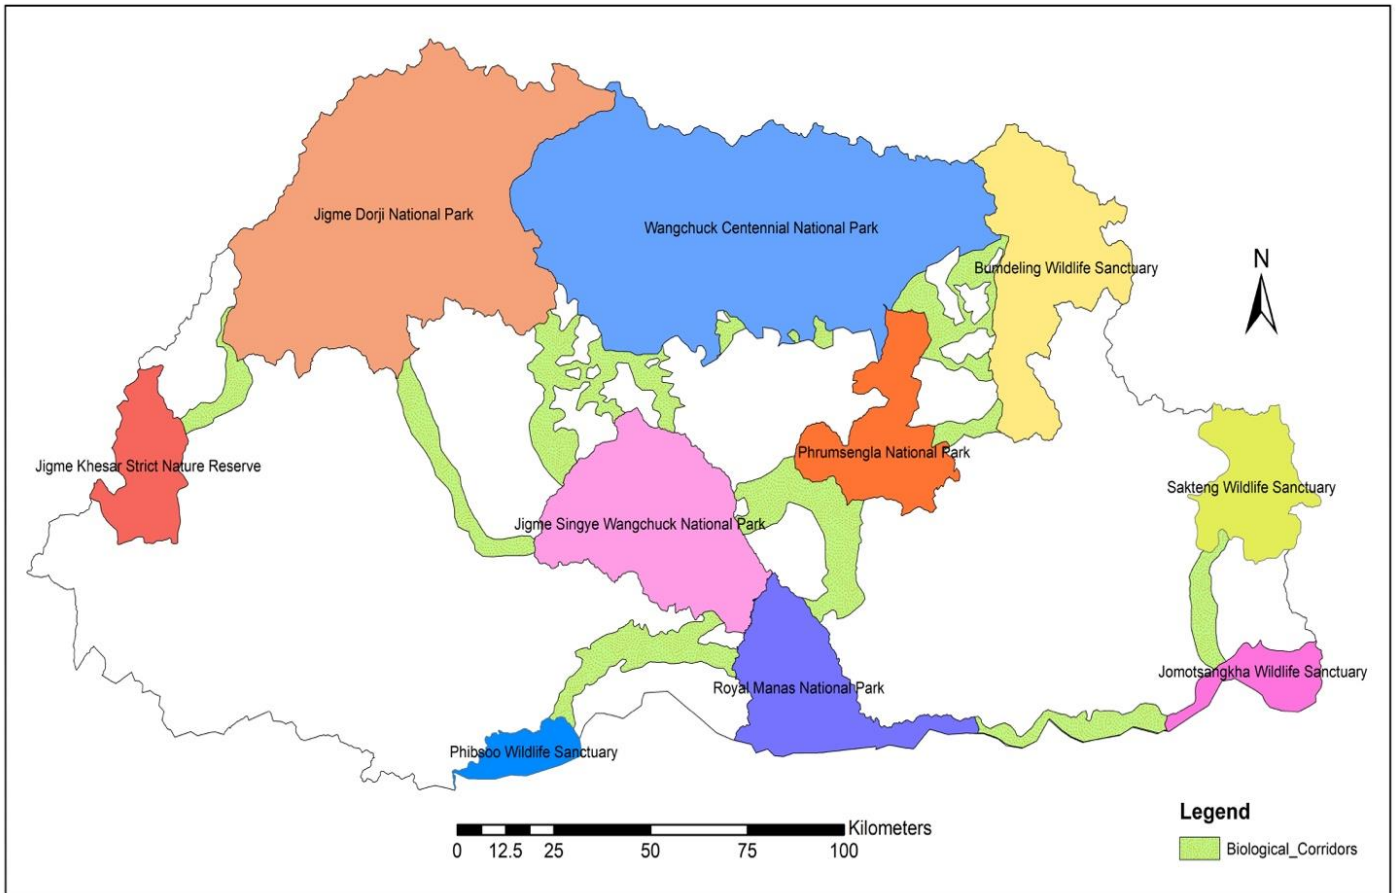 Jigme Dorji National Park
Wangchuck Centennial National Park
Bumdeling Wildlife Sanctuary
N
Jigme Khesar Strict Nature Reserve
Phrumsengla National Park
Sakteng Wildlife Sanctuary
Jigme Singye Wangchuck National Park
Jomotsangkha Wildlife Sanctuary
Royal Manas National Park
Phibsoo Wildlife Sanctuary
Legend
Biological_Corridors
Kilometers
0 12.5 25 50 75 100